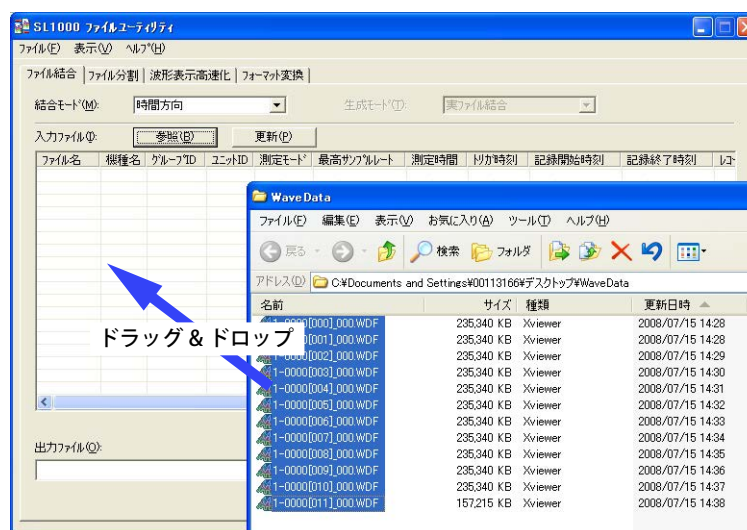 SL1000 ファイルユーティリティ
ファイル(F) 表示(V) ヘルプ(H)
ファイル結合 ファイル分割 波形表示高速化 フォーマット変換
結合モード(M): 時間方向 生成モード(T): 実ファイル結合
入力ファイル(I): 参照(B) 更新(P)
ファイル名 機種名 グループID ユニットID 測定モード 最高サンプルレート 測定時間 トリガ時刻 記録開始時刻 記録終了時刻 レコー
WaveData
ファイル(F) 編集(E) 表示(V) お気に入り(A) ツール(T) ヘルプ(H)
戻る 検索 フォルダ
アドレス(D) C:¥Documents and Settings¥00113166¥デスクトップ¥WaveData
名前 サイズ 種類 更新日時
1-0000[000]_000.WDF 235,340 KB Xviewer 2008/07/15 14:28
[001]_000.WDF 235,340 KB Xviewer 2008/07/15 14:28
[002]_000.WDF 235,340 KB Xviewer 2008/07/15 14:29
1-0000[003]_000.WDF 235,340 KB Xviewer 2008/07/15 14:30
1-0000[004]_000.WDF 235,340 KB Xviewer 2008/07/15 14:31
1-0000[005]_000.WDF 235,340 KB Xviewer 2008/07/15 14:32
1-0000[006]_000.WDF 235,340 KB Xviewer 2008/07/15 14:33
1-0000[007]_000.WDF 235,340 KB Xviewer 2008/07/15 14:34
1-0000[008]_000.WDF 235,340 KB Xviewer 2008/07/15 14:35
1-0000[009]_000.WDF 235,340 KB Xviewer 2008/07/15 14:36
1-0000[010]_000.WDF 235,340 KB Xviewer 2008/07/15 14:37
1-0000[011]_000.WDF 157,215 KB Xviewer 2008/07/15 14:38
ドラッグ & ドロップ
出力ファイル(O):